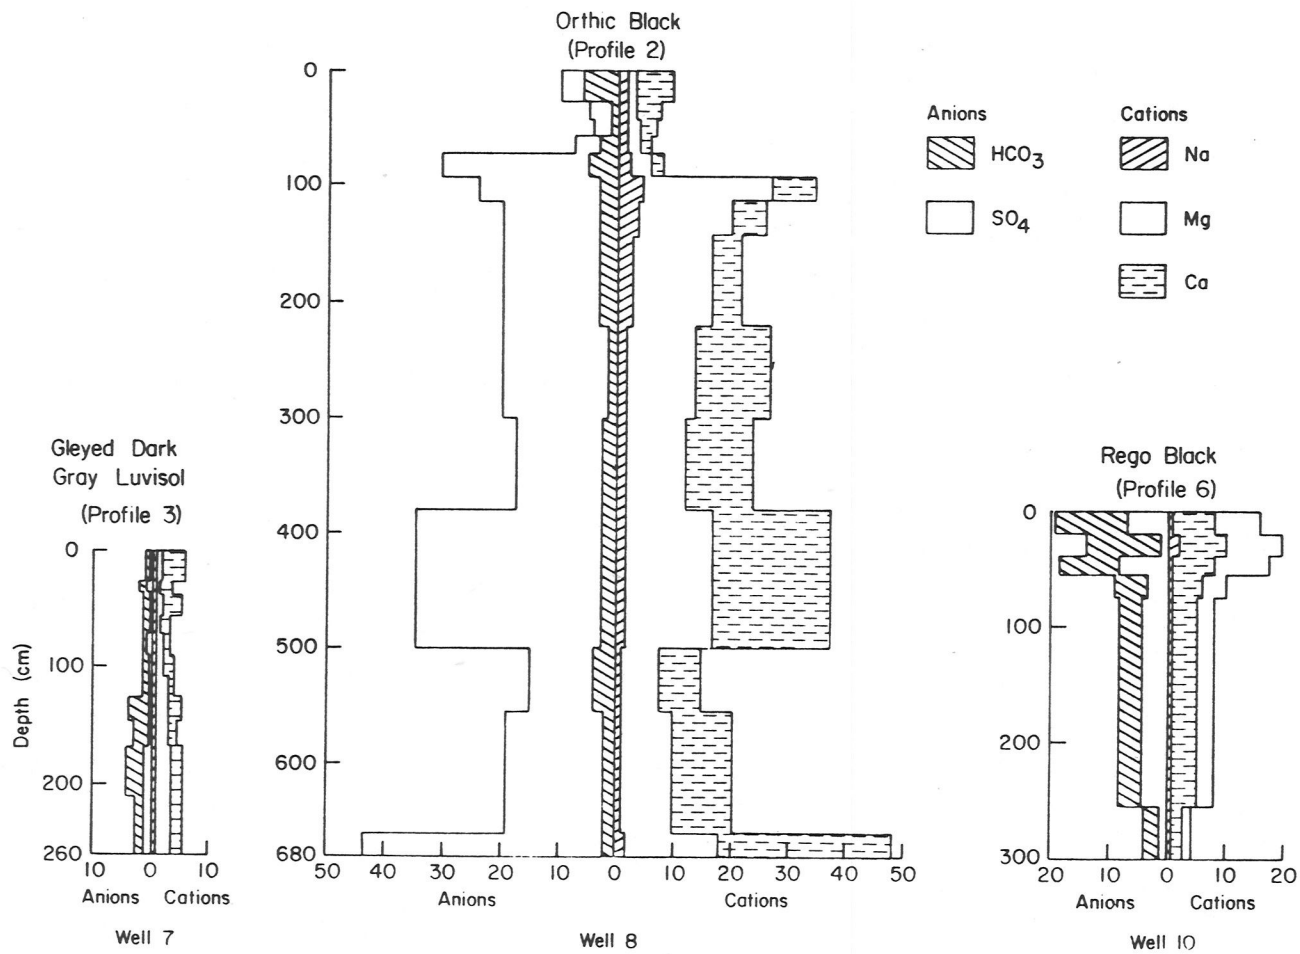 Orthic Black
(Profile 2)
0
100
200
300
400
500
600
680
50 40 30 20 10 0 10 20 30 40 50
Anions Cations
Well 8
Anions Cations
HCO3 Na
SO4 Mg
Ca
Gleyed Dark
Gray Luvisol
(Profile 3)
Depth (cm)
0
100
200
260
10 0 10
Anions Cations
Well 7
Rego Black
(Profile 6)
0
100
200
300
20 10 0 10 20
Anions Cations
Well 10